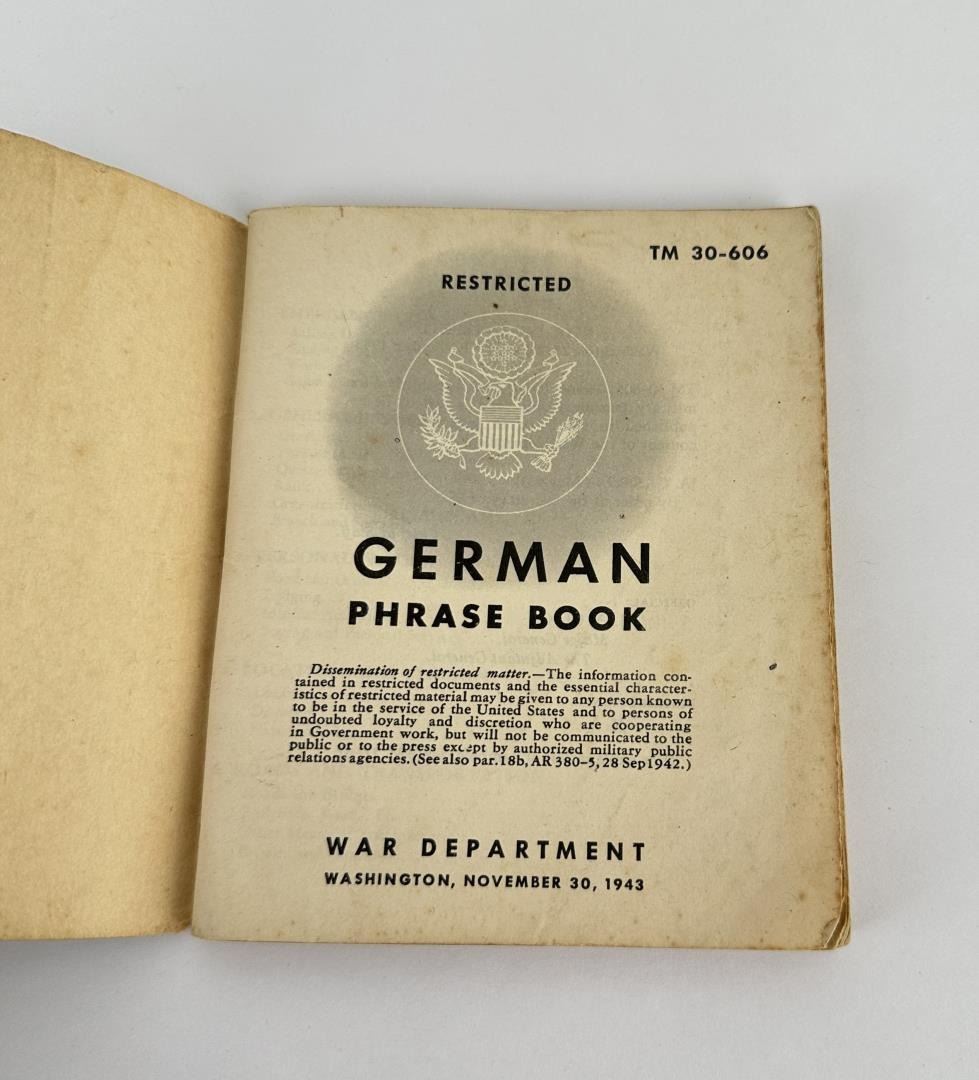 TM 30-606
RESTRICTED
GERMAN
PHRASE BOOK
Dissemination of restricted matter.—The information con-
tained in restricted documents and the essential character-
istics of restricted material may be given to any person known
to be in the service of the United States and to persons of
undoubted loyalty and discretion who are cooperating
in Government work, but will not be communicated to the
public or to the press except by authorized military public
relations agencies. (See also par. 18b, AR 380-5, 28 Sep 1942.)
WAR DEPARTMENT
WASHINGTON, NOVEMBER 30, 1943